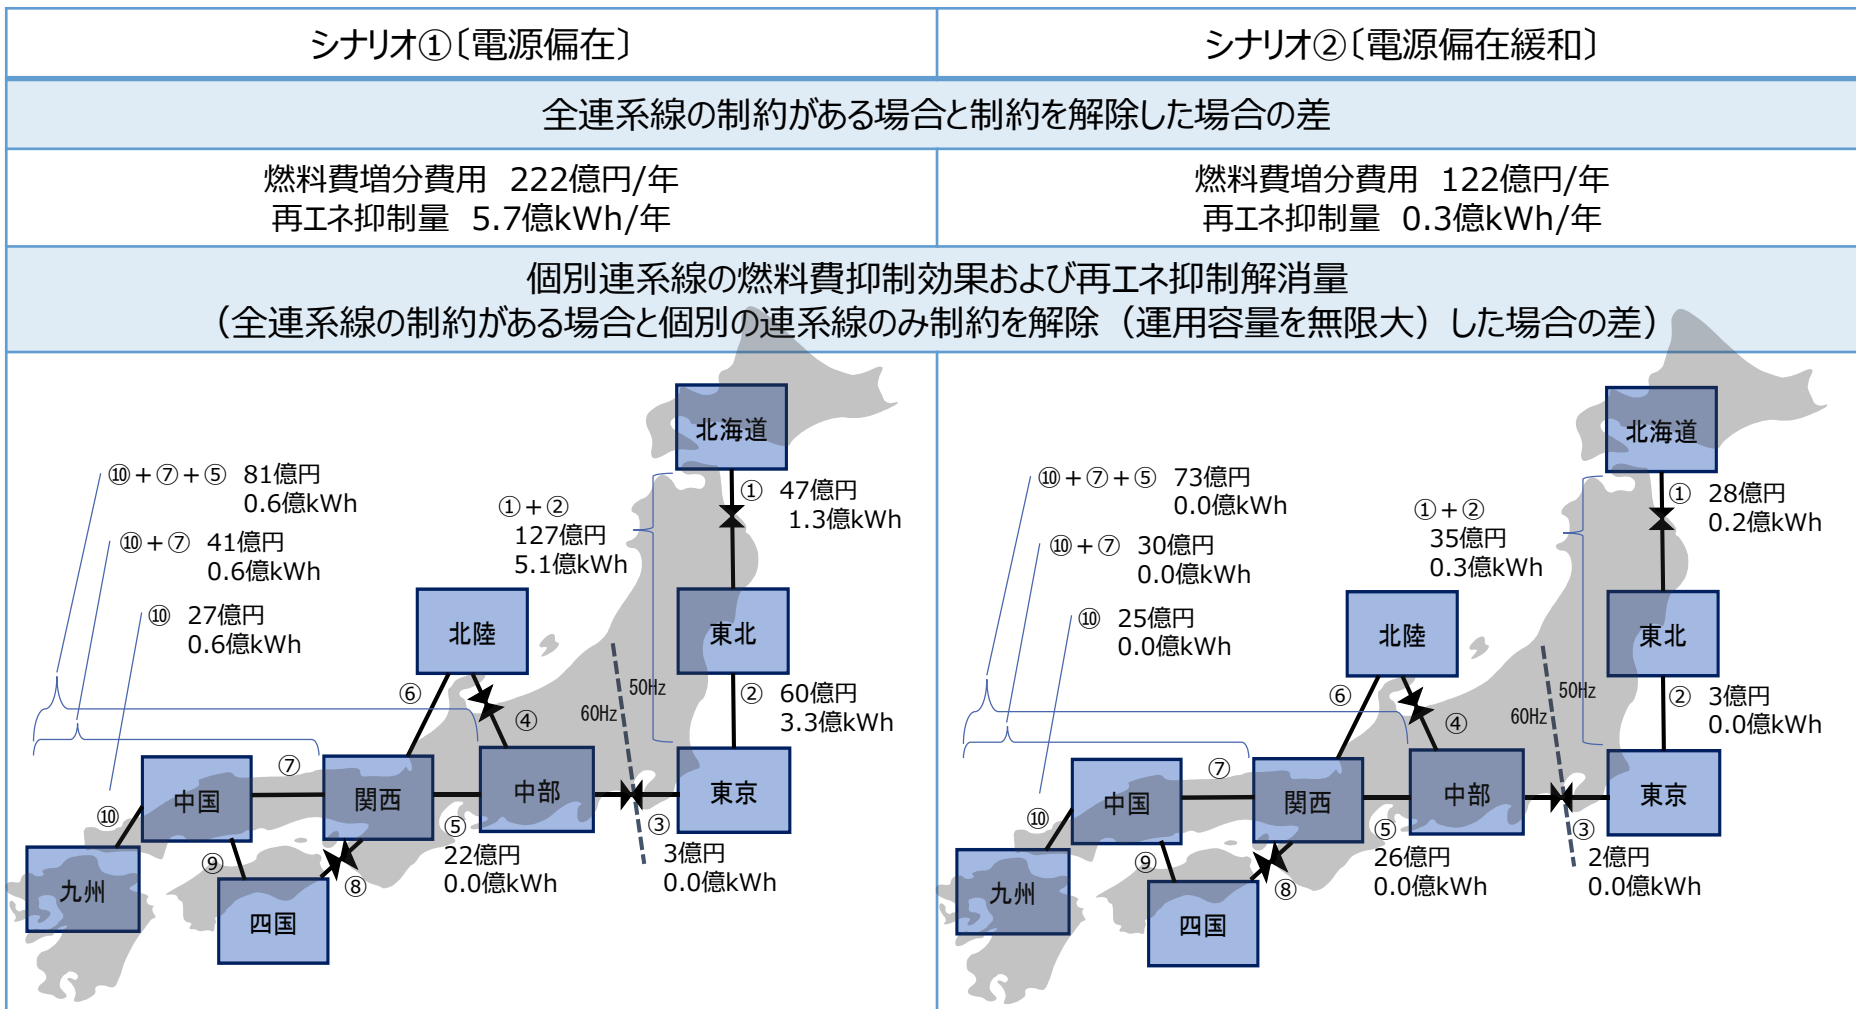 シナリオ①〔電源偏在〕
シナリオ②〔電源偏在緩和〕
全連系線の制約がある場合と制約を解除した場合の差
燃料費増分費用 222億円/年
再エネ抑制量 5.7億kWh/年
燃料費増分費用 122億円/年
再エネ抑制量 0.3億kWh/年
個別連系線の燃料費抑制効果および再エネ抑制解消量
（全連系線の制約がある場合と個別の連系線のみ制約を解除（運用容量を無限大）した場合の差）
北海道
⑩＋⑦＋⑤ 81億円
0.6億kWh
①＋②
127億円
5.1億kWh
① 47億円
1.3億kWh
⑩＋⑦ 41億円
0.6億kWh
⑩ 27億円
0.6億kWh
北陸
東北
⑥
④
50Hz
60Hz
② 60億円
3.3億kWh
⑦
中国
関西
中部
東京
⑩
⑤
22億円
0.0億kWh
③
3億円
0.0億kWh
⑨
⑧
九州
四国
北海道
⑩＋⑦＋⑤ 73億円
0.0億kWh
①＋②
35億円
0.3億kWh
① 28億円
0.2億kWh
⑩＋⑦ 30億円
0.0億kWh
⑩ 25億円
0.0億kWh
北陸
東北
⑥
④
50Hz
60Hz
② 3億円
0.0億kWh
⑦
中国
関西
中部
東京
⑩
⑤
26億円
0.0億kWh
③
2億円
0.0億kWh
⑨
⑧
九州
四国